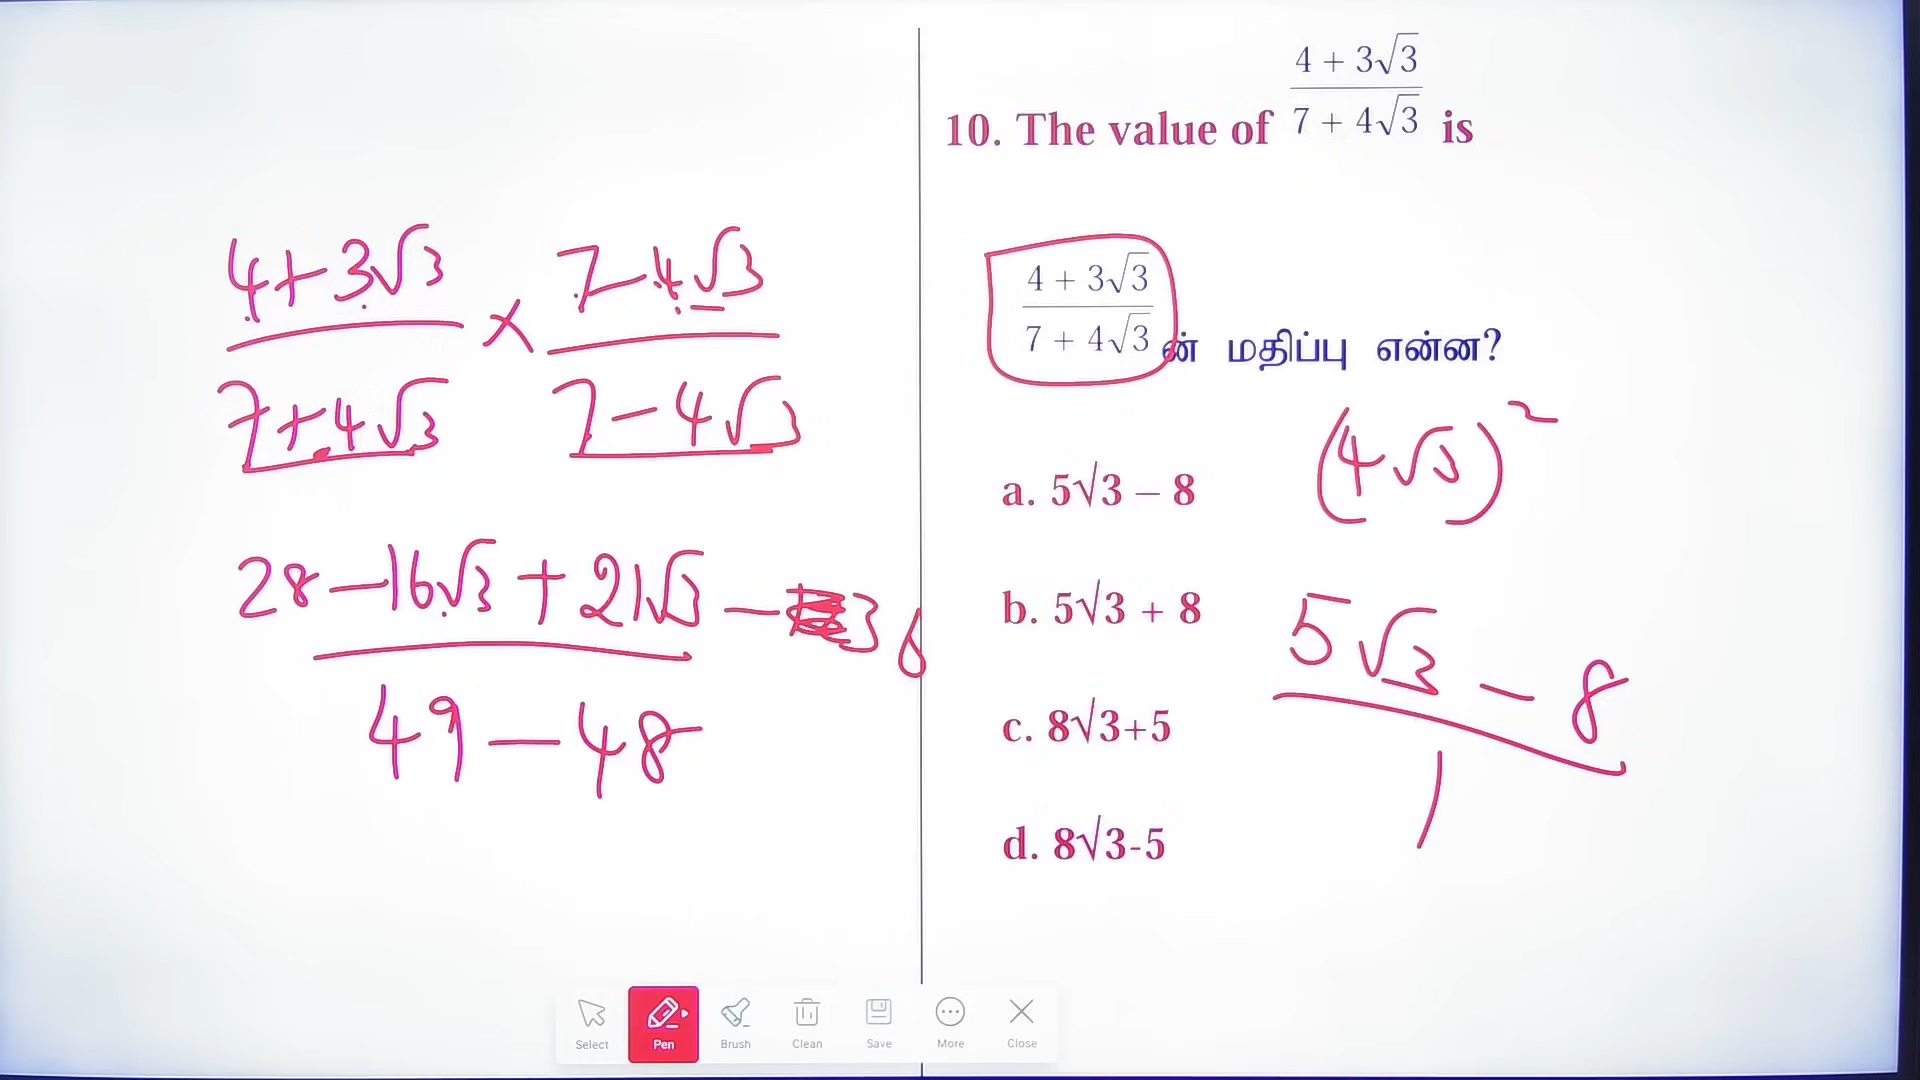 4 + 3√3
7 + 4√3
10. The value of is
4 + 3√3
7 + 4√3
ன் மதிப்பு என்ன?
a. 5√3 – 8
b. 5√3 + 8
c. 8√3+5
d. 8√3-5
(4√3)²
5√3 - 8
1
4+3√3 × 7-4√3
7+4√3 7-4√3
28-16√3+21√3-36
49-48
Select Pen Brush Clean Save More Close